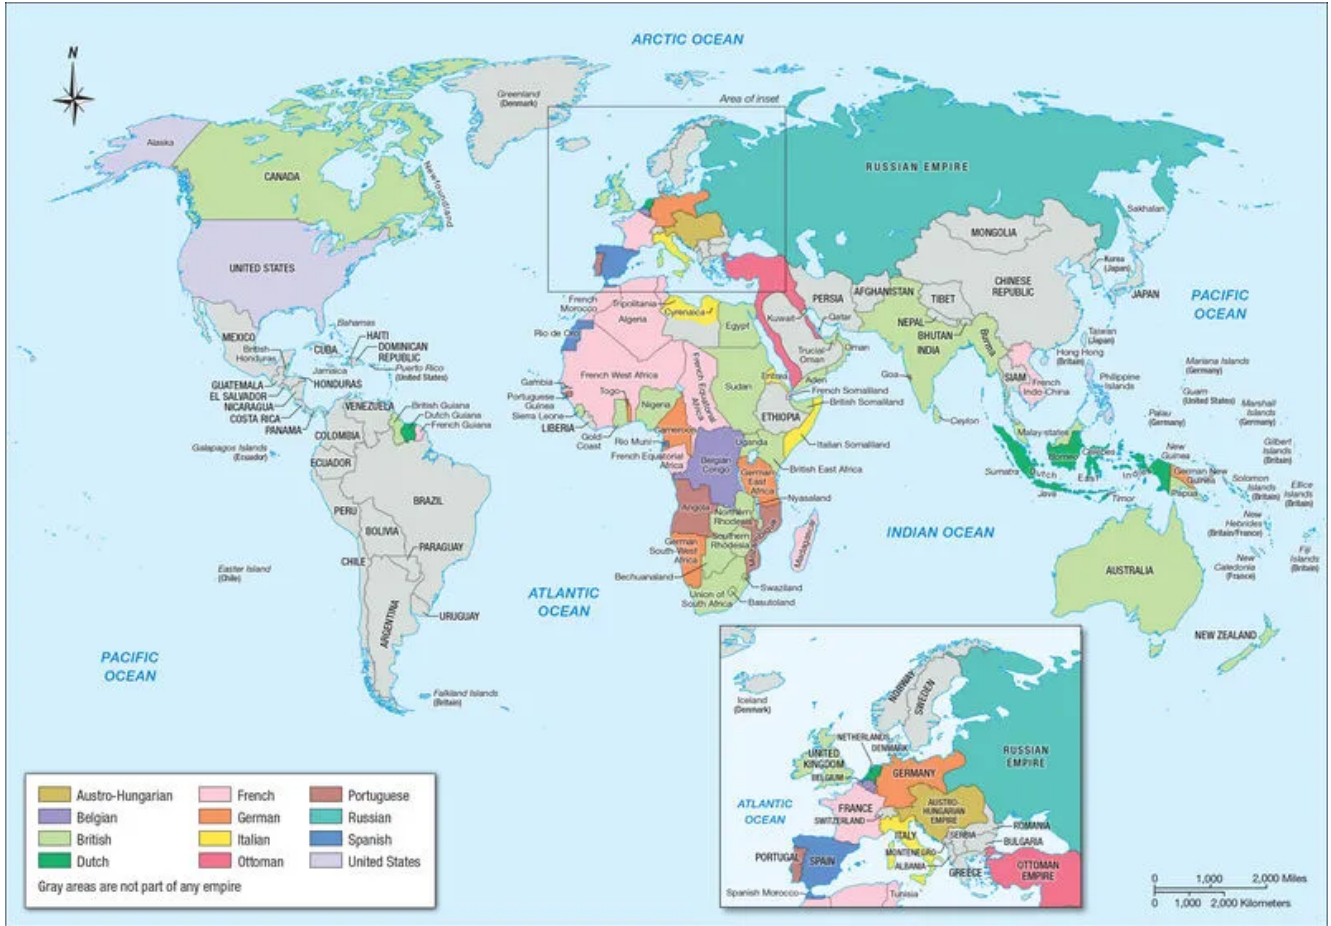 N
ARCTIC OCEAN
Greenland
(Denmark)
Area of inset
Alaska
CANADA
Newfoundland
RUSSIAN EMPIRE
Sakhalan
UNITED STATES
MONGOLIA
CHINESE
REPUBLIC
Korea
(Japan)
JAPAN
PACIFIC
OCEAN
French
Morocco
Tripolitania
Cyrenaica
Algeria
Egypt
Kuwait
PERSIA
Qatar
AFGHANISTAN
TIBET
NEPAL
BHUTAN
INDIA
Burma
Taiwan
(Japan)
Hong Hong
(Britain)
Bahamas
MEXICO
British
Honduras
CUBA
HAITI
DOMINICAN
REPUBLIC
Jamaica
Puerto Rico
(United States)
HONDURAS
GUATEMALA
EL SALVADOR
NICARAGUA
COSTA RICA
PANAMA
VENEZUELA
British Guiana
Dutch Guiana
French Guiana
Galapagos Islands
(Ecuador)
COLOMBIA
ECUADOR
BRAZIL
PERU
BOLIVIA
PARAGUAY
CHILE
ARGENTINA
URUGUAY
Easter Island
(Chile)
Falkland Islands
(Britain)
PACIFIC
OCEAN
ATLANTIC
OCEAN
Rio de Oro
French West Africa
French Equatorial
Africa
Sudan
Eritrea
Trucial
Oman
Oman
Aden
Goa
French Somaliland
British Somaliland
Gambia
Portuguese
Guinea
Sierra Leone
LIBERIA
Togo
Nigeria
Gold
Coast
Cameroon
Rio Muni
French Equatorial
Africa
ETHIOPIA
Uganda
Italian Somaliland
British East Africa
Belgian
Congo
German
East
Africa
Nyasaland
Angola
Northern
Rhodesia
Southern
Rhodesia
Mozambique
Madagascar
German
South-West
Africa
Bechuanaland
Union of
South Africa
Swaziland
Basutoland
INDIAN OCEAN
Ceylon
SIAM
French
Indo-China
Philippine
Islands
Malay states
Borneo
Celebes
Sumatra
Dutch
East
Indies
Java
Timor
Mariana Islands
(Germany)
Guam
(United States)
Marshall
Islands
(Germany)
Palau
(Germany)
Gilbert
Islands
(Britain)
New
Guinea
German New
Guinea
Papua
Solomon
Islands
(Britain)
Ellice
Islands
(Britain)
New
Hebrides
(Britain/France)
New
Caledonia
(France)
Fiji
Islands
(Britain)
AUSTRALIA
NEW ZEALAND
Iceland
(Denmark)
NORWAY
SWEDEN
NETHERLANDS
DENMARK
UNITED
KINGDOM
BELGIUM
GERMANY
RUSSIAN
EMPIRE
ATLANTIC
OCEAN
FRANCE
SWITZERLAND
AUSTRO-
HUNGARIAN
EMPIRE
ITALY
SERBIA
ROMANIA
BULGARIA
MONTENEGRO
ALBANIA
GREECE
PORTUGAL
SPAIN
OTTOMAN
EMPIRE
Spanish Morocco
Tunisia
Austro-Hungarian
Belgian
British
Dutch
French
German
Italian
Ottoman
Portuguese
Russian
Spanish
United States
Gray areas are not part of any empire
0 1,000 2,000 Miles
0 1,000 2,000 Kilometers